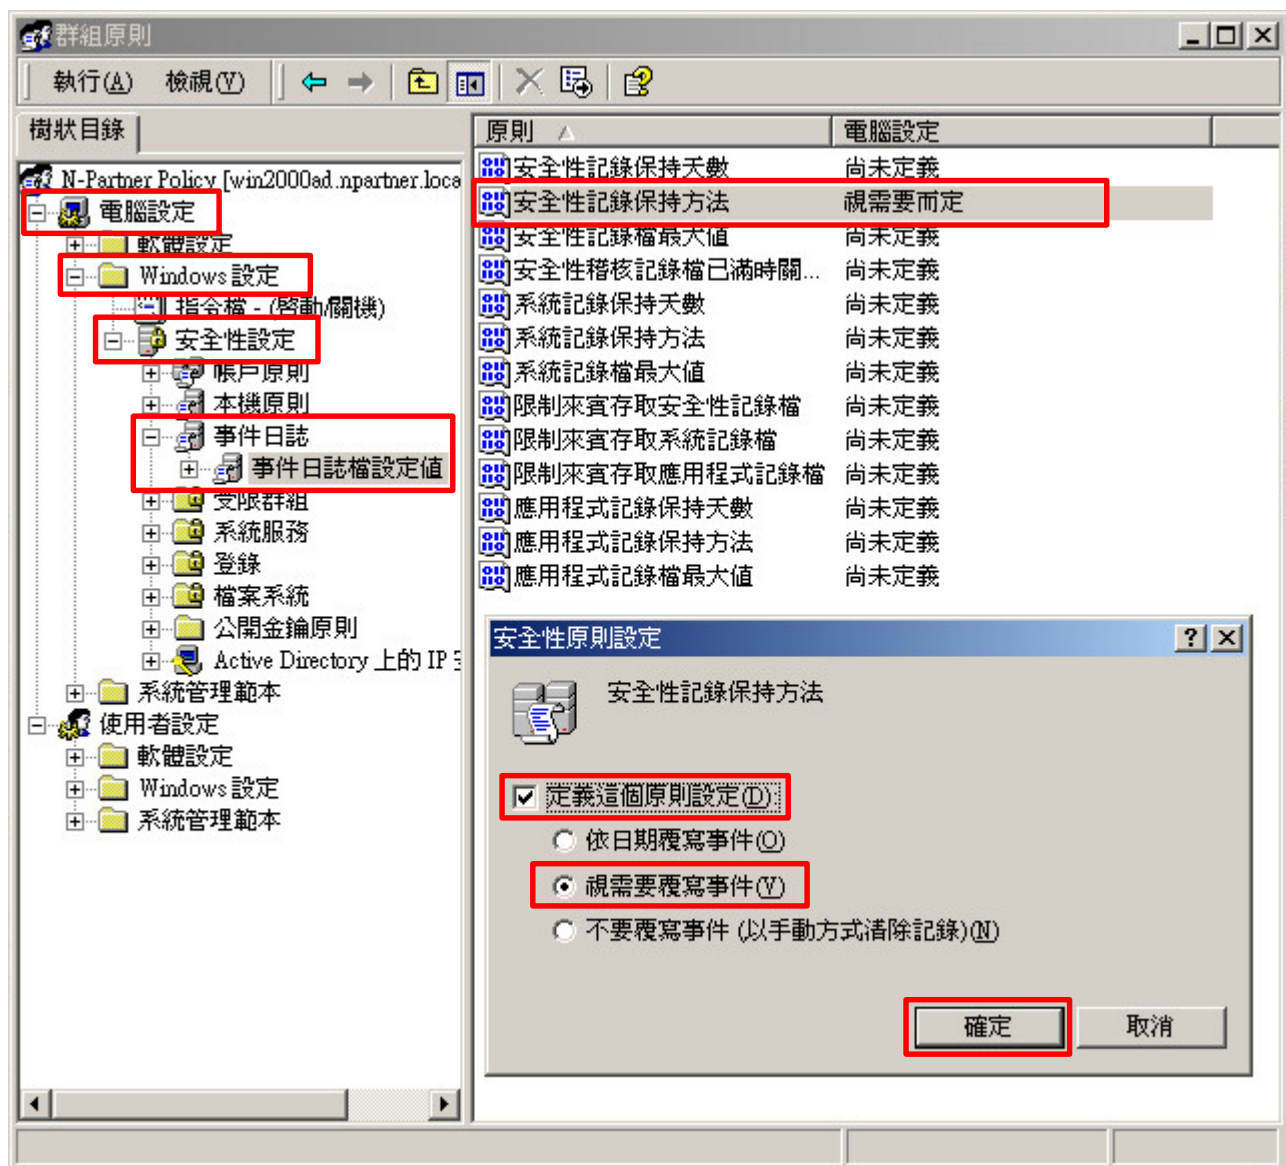 群組原則
執行(A) 檢視(V)
樹狀目錄
N-Partner Policy [win2000ad.npartner.loca
電腦設定
軟體設定
Windows 設定
指令檔 - (啓動/關機)
安全性設定
帳戶原則
本機原則
事件日誌
事件日誌檔設定值
受限群組
系統服務
登錄
檔案系統
公開金鑰原則
Active Directory 上的 IP
系統管理範本
使用者設定
軟體設定
Windows 設定
系統管理範本
原則 電腦設定
安全性記錄保持天數 尚未定義
安全性記錄保持方法 視需要而定
安全性記錄檔最大值 尚未定義
安全性稽核記錄檔已滿時關... 尚未定義
系統記錄保持天數 尚未定義
系統記錄保持方法 尚未定義
系統記錄檔最大值 尚未定義
限制來賓存取安全性記錄檔 尚未定義
限制來賓存取系統記錄檔 尚未定義
限制來賓存取應用程式記錄檔 尚未定義
應用程式記錄保持天數 尚未定義
應用程式記錄保持方法 尚未定義
應用程式記錄檔最大值 尚未定義
安全性原則設定
安全性記錄保持方法
定義這個原則設定(D):
依日期覆寫事件(O)
視需要覆寫事件(V)
不要覆寫事件 (以手動方式清除記錄)(N)
確定 取消